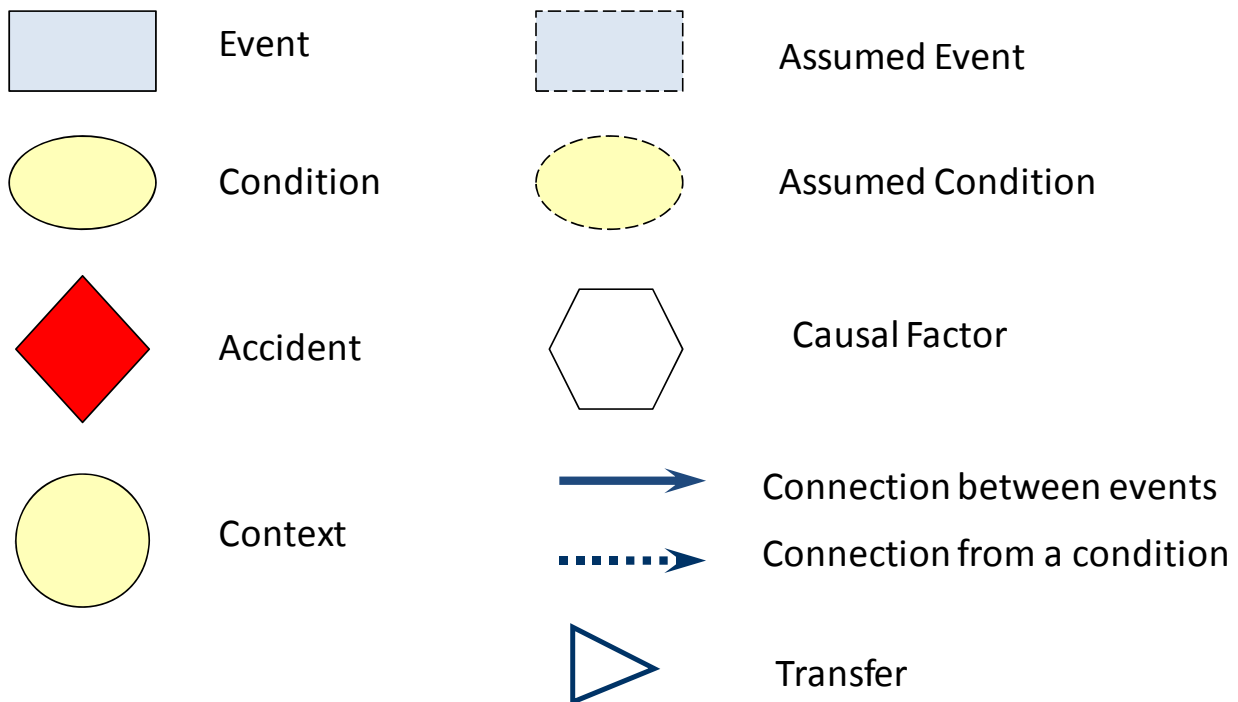 Event
Assumed Event
Condition
Assumed Condition
Accident
Causal Factor
Context
Connection between events
Connection from a condition
Transfer